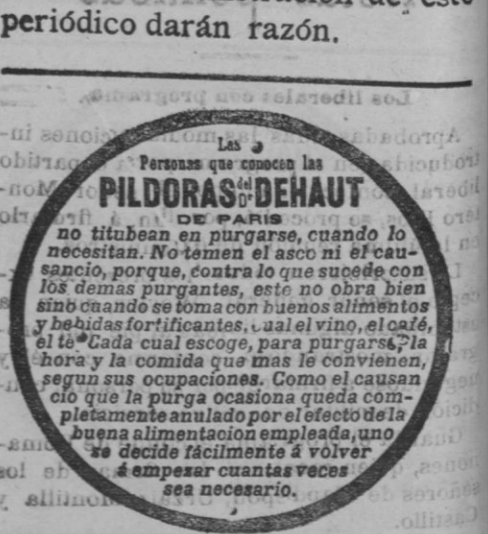 periódico darán razón.
Las
Personas que conocen las
PILDORAS del Dr. DEHAUT
DE PARIS
no titubean en purgarse, cuando lo
necesitan. No temen el asco ni el cau-
sancio, porque, contra lo que sucede con
los demas purgantes, este no obra bien
sino cuando se toma con buenos alimentos
y bebidas fortificantes, cual el vino, el café,
el té. Cada cual escoge, para purgarse, la
hora y la comida que mas le convienen,
segun sus ocupaciones. Como el causan
cio que la purga ocasiona queda com-
pletamente anulado por el efecto de la
buena alimentacion empleada, uno
se decide fácilmente á volver
á empezar cuantas veces
sea necesario.